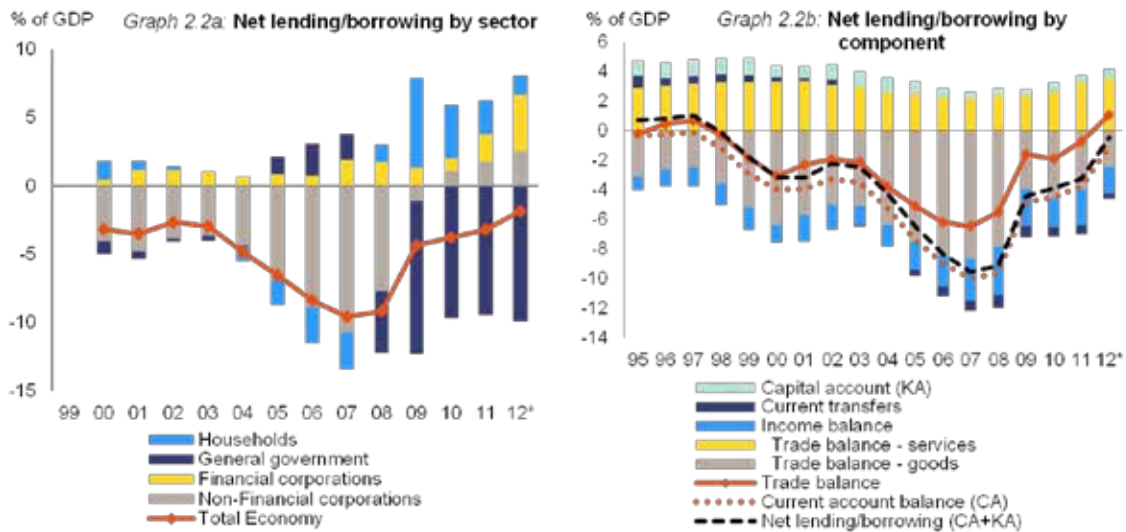 % of GDP
Graph 2.2a: Net lending/borrowing by sector
10
5
0
-5
-10
-15
99 00 01 02 03 04 05 06 07 08 09 10 11 12*
Households
General government
Financial corporations
Non-Financial corporations
Total Economy
% of GDP
Graph 2.2b: Net lending/borrowing by
component
6
4
2
0
-2
-4
-6
-8
-10
-12
-14
95 96 97 98 99 00 01 02 03 04 05 06 07 08 09 10 11 12*
Capital account (KA)
Current transfers
Income balance
Trade balance - services
Trade balance - goods
Trade balance
Current account balance (CA)
Net lending/borrowing (CA+KA)